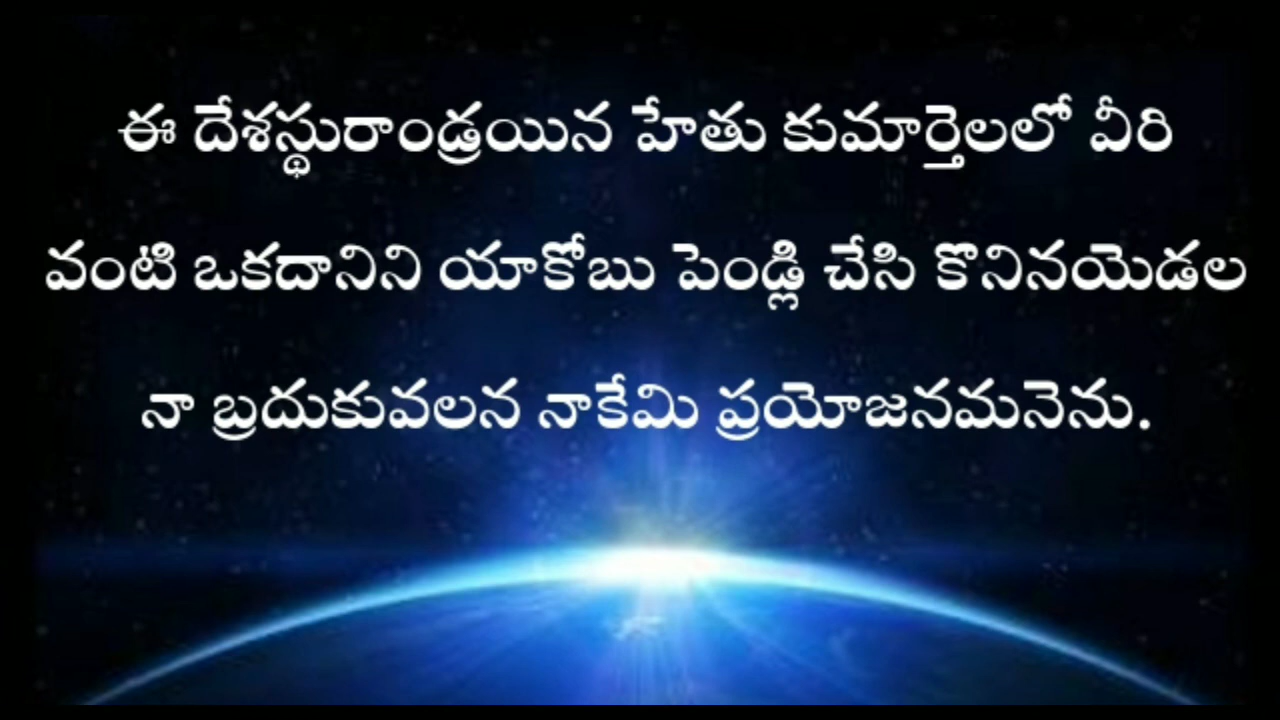 ఈ దేశస్థురాండ్రయిన హేతు కుమార్తెలలో వీరి
వంటి ఒకదానిని యాకోబు పెండ్లి చేసి కొనినయెడల
నా బ్రదుకువలన నాకేమి ప్రయోజనమనెను.